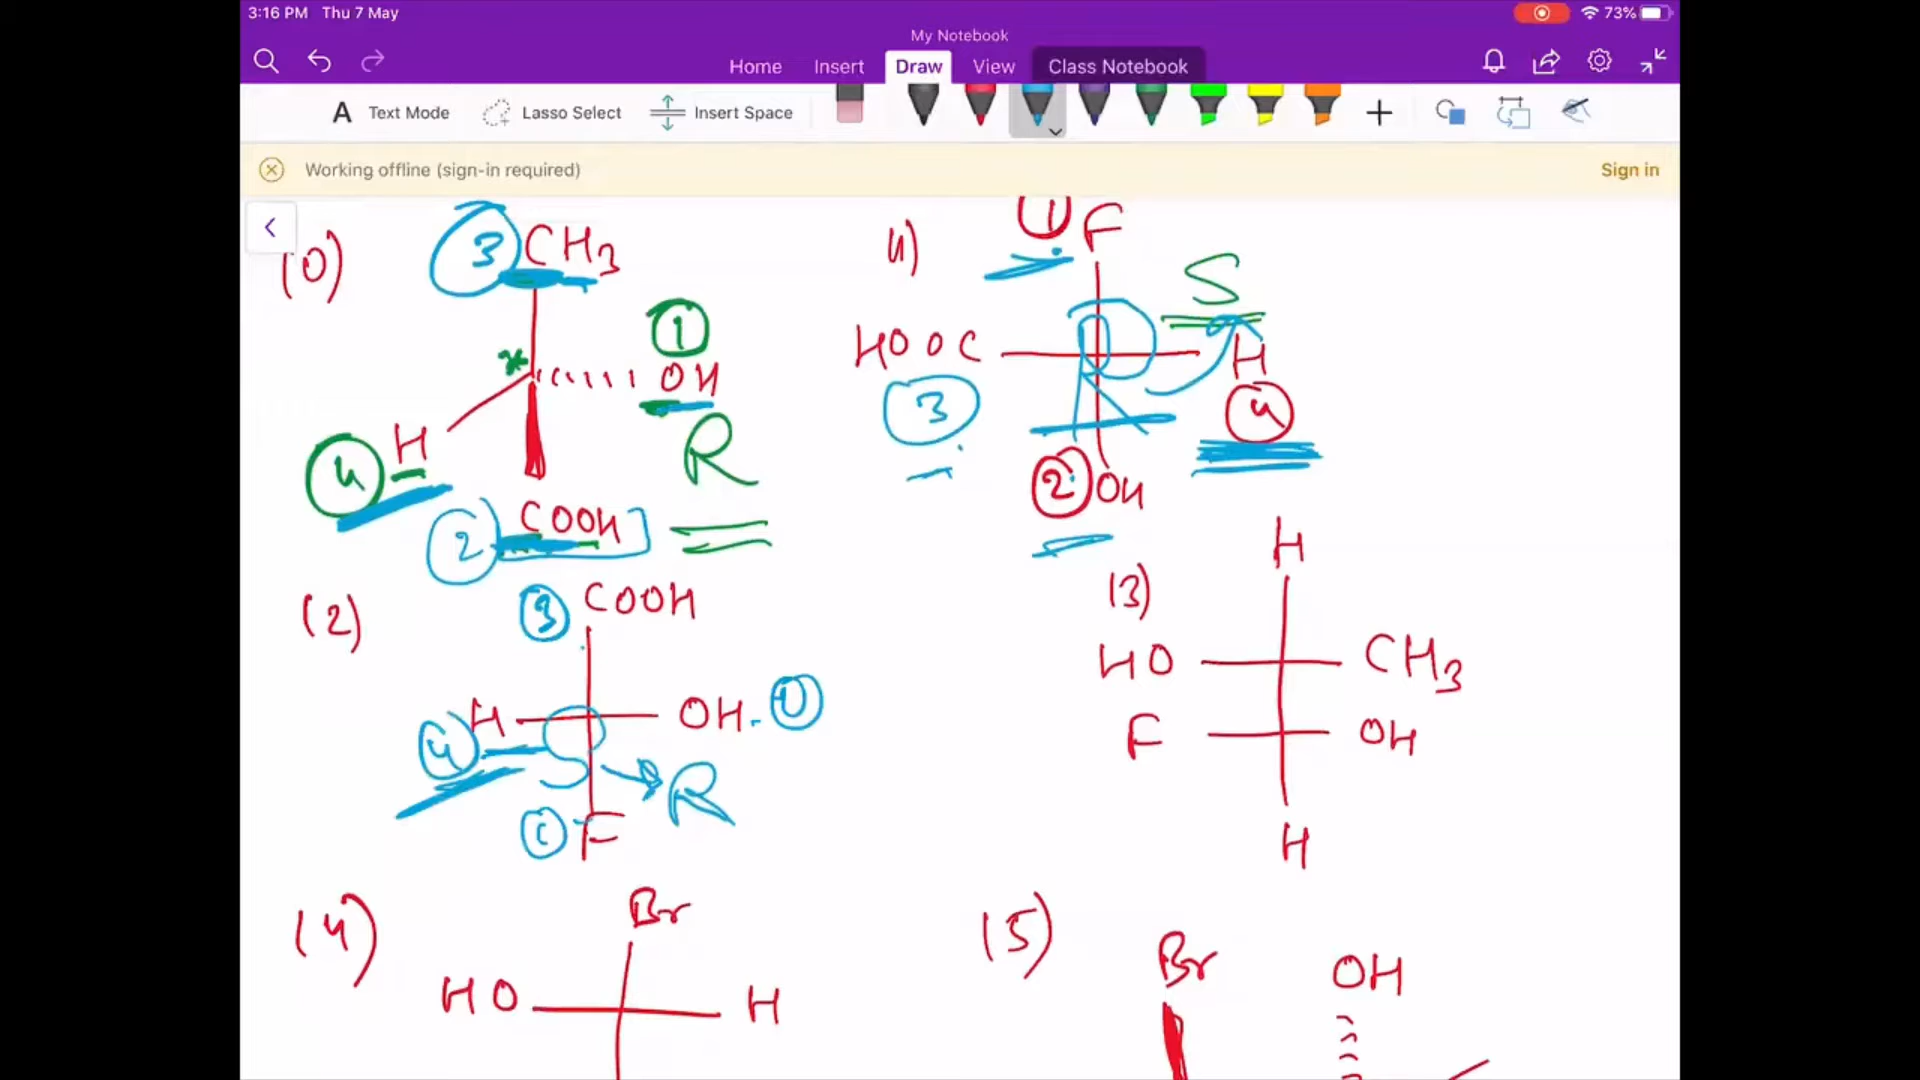 3:16 PM Thu 7 May
73%
My Notebook
Home Insert Draw View Class Notebook
A Text Mode Lasso Select Insert Space
Working offline (sign-in required) Sign in
10)
3 CH3
1
OH
4 H
R
2 COOH
11)
1 F
S
HOOC H
R
3 4
2 OH
12)
3 COOH
4 H OH 1
S R
F
13)
H
HO CH3
F OH
H
14)
Br
HO H
15)
Br OH